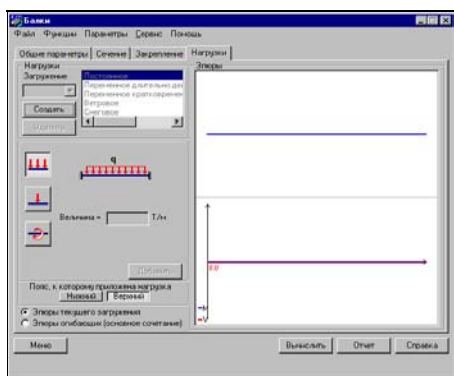 Балки
Файл Функции Параметры Сервис Помощь
Общие параметры Сечение Закрепление Нагрузки
Нагрузки
Загружение
Постоянное
Переменное длительно дей
Переменное кратковремен
Ветровое
Снеговое
Создать
Удалить
q
Величина = Т/м
Добавить
Пояс, к которому приложена нагрузка
Нижний Верхний
Эпюры текущего загружения
Эпюры огибающих (основное сочетание)
Эпюры
0.0
M
V
Меню Вычислить Отчет Справка